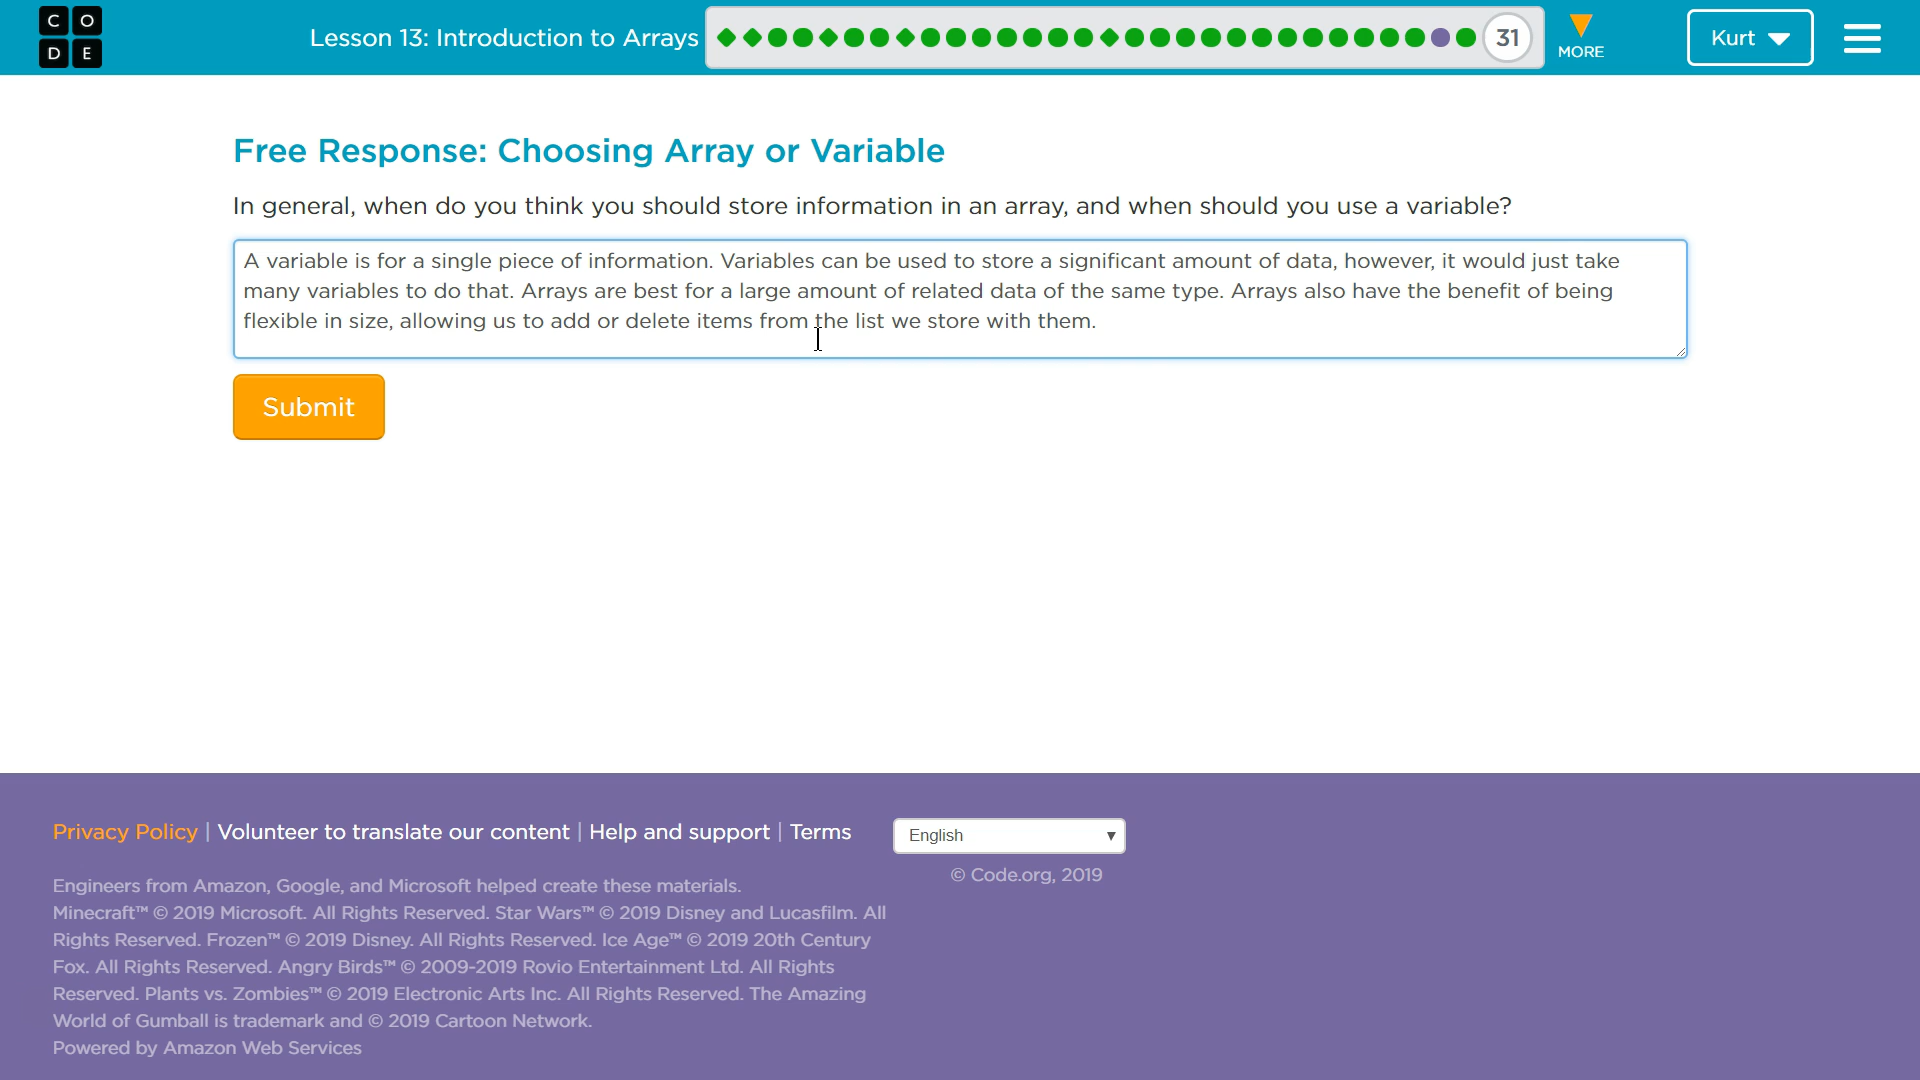 C O
D E
Lesson 13: Introduction to Arrays
31
MORE
Kurt
Free Response: Choosing Array or Variable
In general, when do you think you should store information in an array, and when should you use a variable?
A variable is for a single piece of information. Variables can be used to store a significant amount of data, however, it would just take
many variables to do that. Arrays are best for a large amount of related data of the same type. Arrays also have the benefit of being
flexible in size, allowing us to add or delete items from the list we store with them.
Submit
Privacy Policy | Volunteer to translate our content | Help and support | Terms
English
© Code.org, 2019
Engineers from Amazon, Google, and Microsoft helped create these materials.
Minecraft™ © 2019 Microsoft. All Rights Reserved. Star Wars™ © 2019 Disney and Lucasfilm. All
Rights Reserved. Frozen™ © 2019 Disney. All Rights Reserved. Ice Age™ © 2019 20th Century
Fox. All Rights Reserved. Angry Birds™ © 2009-2019 Rovio Entertainment Ltd. All Rights
Reserved. Plants vs. Zombies™ © 2019 Electronic Arts Inc. All Rights Reserved. The Amazing
World of Gumball is trademark and © 2019 Cartoon Network.
Powered by Amazon Web Services